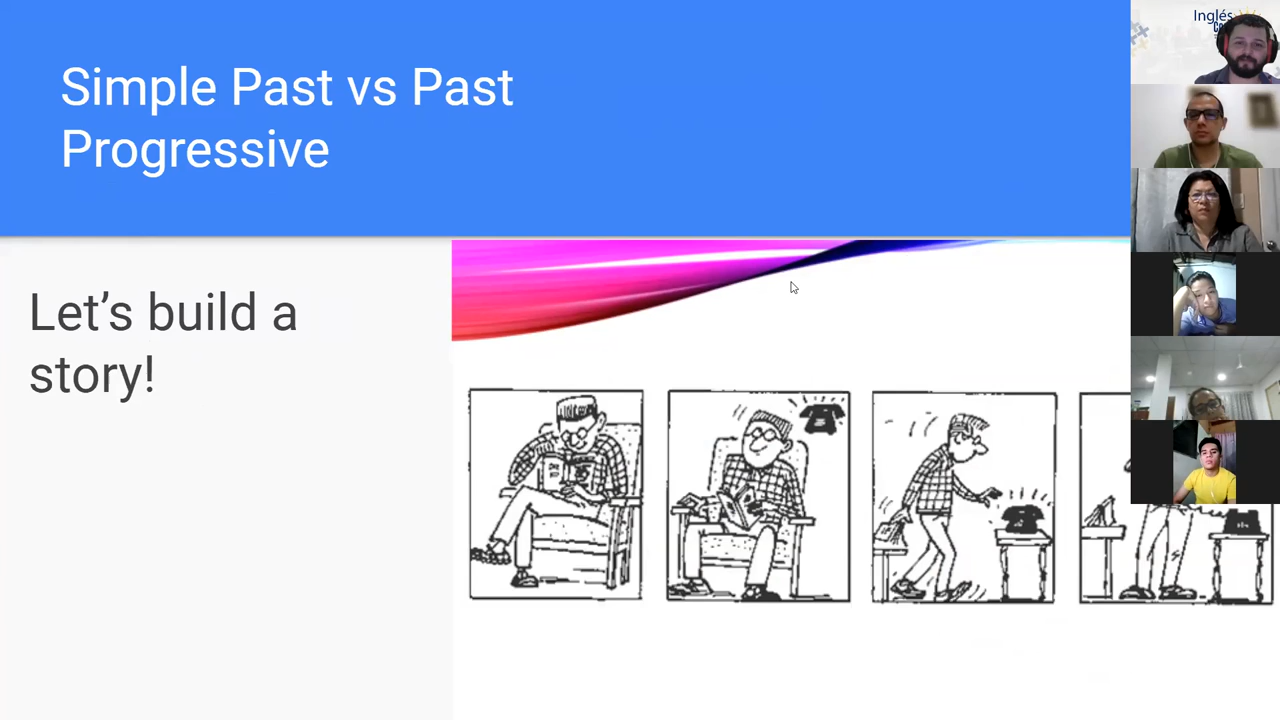 Simple Past vs Past
Progressive
Let's build a
story!
Inglés